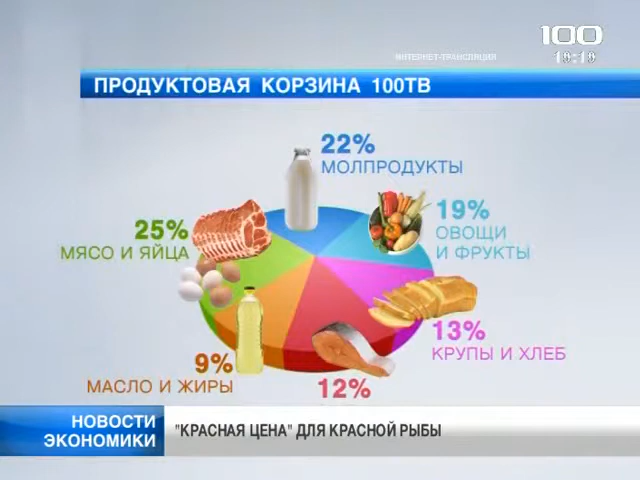 100
ИНТЕРНЕТ-ТРАНСЛЯЦИЯ
ПРОДУКТОВАЯ КОРЗИНА 100ТВ
22%
МОЛПРОДУКТЫ
19%
ОВОЩИ
И ФРУКТЫ
25%
МЯСО И ЯЙЦА
13%
КРУПЫ И ХЛЕБ
9%
МАСЛО И ЖИРЫ
12%
НОВОСТИ
ЭКОНОМИКИ
"КРАСНАЯ ЦЕНА" ДЛЯ КРАСНОЙ РЫБЫ